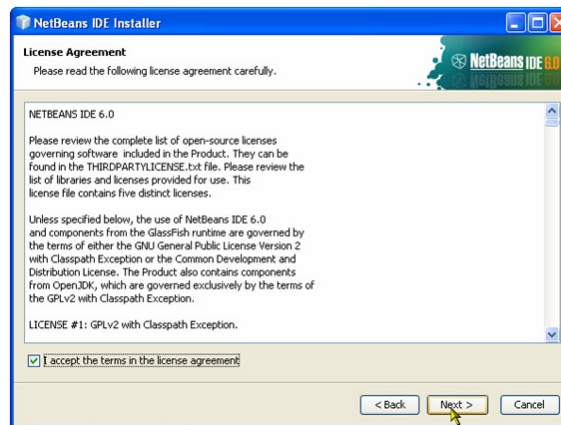 NetBeans IDE Installer
License Agreement
Please read the following license agreement carefully.
NetBeans IDE 6.0
NETBEANS IDE 6.0
Please review the complete list of open-source licenses
governing software included in the Product. They can be
found in the THIRDPARTYLICENSE.txt file. Please review the
list of libraries and licenses provided for use. This
license file contains five distinct licenses.
Unless specified below, the use of NetBeans IDE 6.0
and components from the GlassFish runtime are governed by
the terms of either the GNU General Public License Version 2
with Classpath Exception or the Common Development and
Distribution License. The Product also contains components
from OpenJDK, which are governed exclusively by the terms of
the GPLv2 with Classpath Exception.
LICENSE #1: GPLv2 with Classpath Exception.
I accept the terms in the license agreement
< Back Next > Cancel